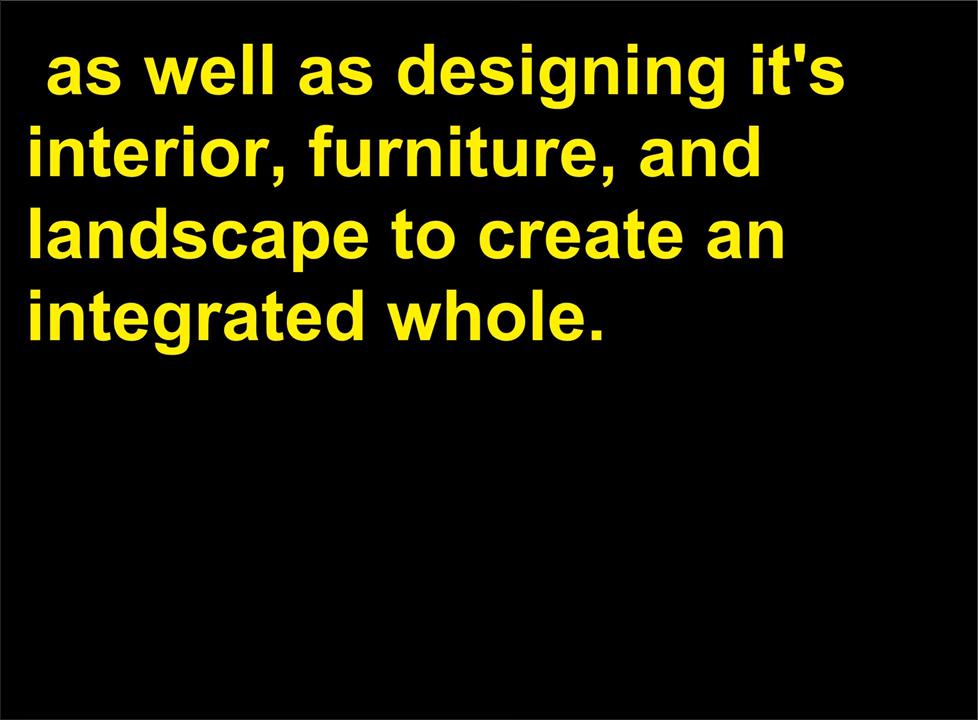 as well as designing it's
interior, furniture, and
landscape to create an
integrated whole.